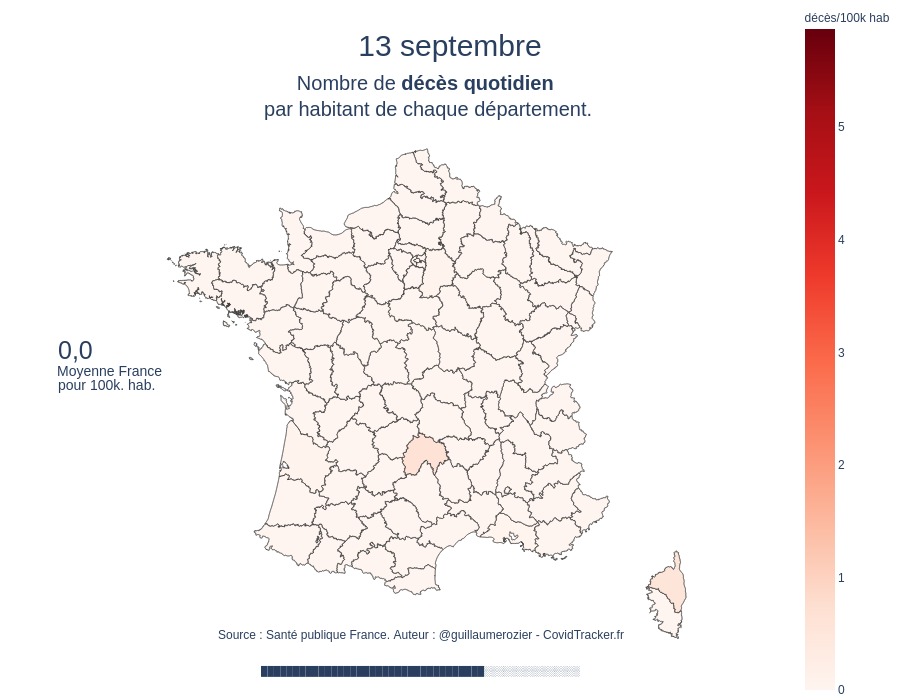 décès/100k hab
13 septembre
Nombre de décès quotidien
par habitant de chaque département.
5
4
3
2
1
0
0,0
Moyenne France
pour 100k. hab.
Source : Santé publique France. Auteur : @guillaumerozier - CovidTracker.fr